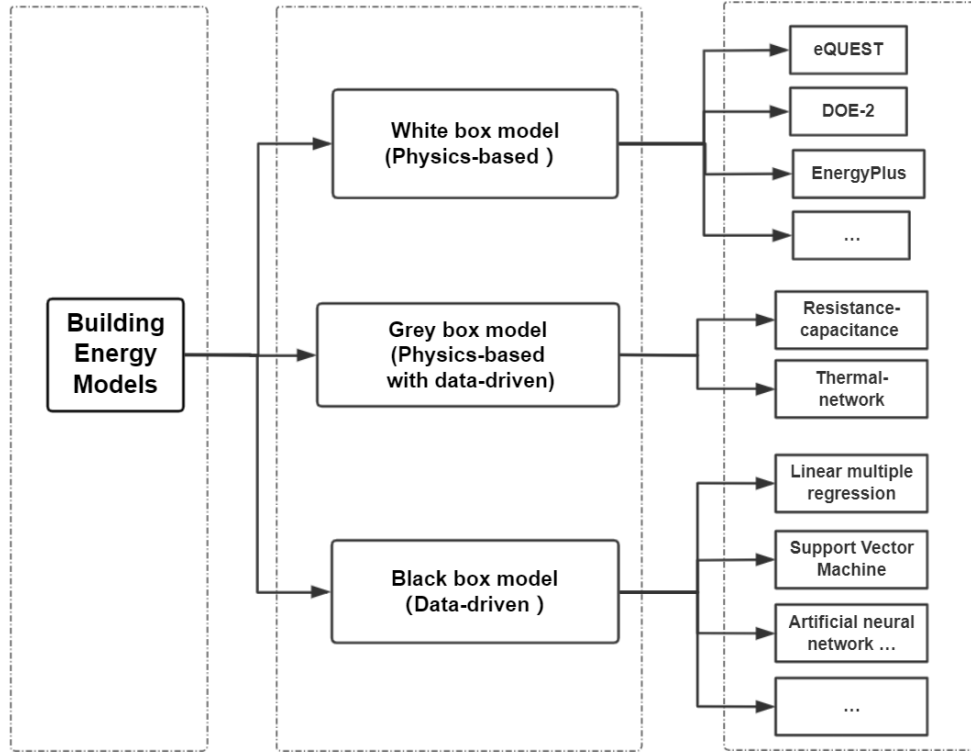 Building
Energy
Models
White box model
(Physics-based )
Grey box model
(Physics-based
with data-driven)
Black box model
(Data-driven )
eQUEST
DOE-2
EnergyPlus
...
Resistance-
capacitance
Thermal-
network
Linear multiple
regression
Support Vector
Machine
Artificial neural
network ...
...